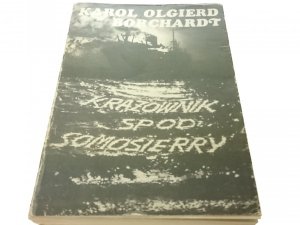 KAROL OLGIERD
BORCHARDT
KRĄŻOWNIK
SPOD
SOMOSIERRY